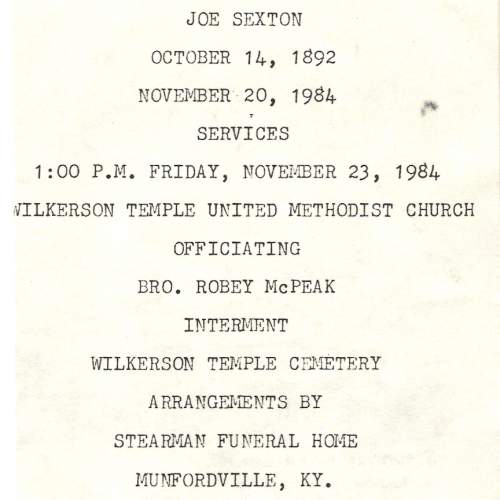 JOE SEXTON
OCTOBER 14, 1892
NOVEMBER 20, 1984
SERVICES
1:00 P.M. FRIDAY, NOVEMBER 23, 1984
WILKERSON TEMPLE UNITED METHODIST CHURCH
OFFICIATING
BRO. ROBEY McPEAK
INTERMENT
WILKERSON TEMPLE CEMETERY
ARRANGEMENTS BY
STEARMAN FUNERAL HOME
MUNFORDVILLE, KY.